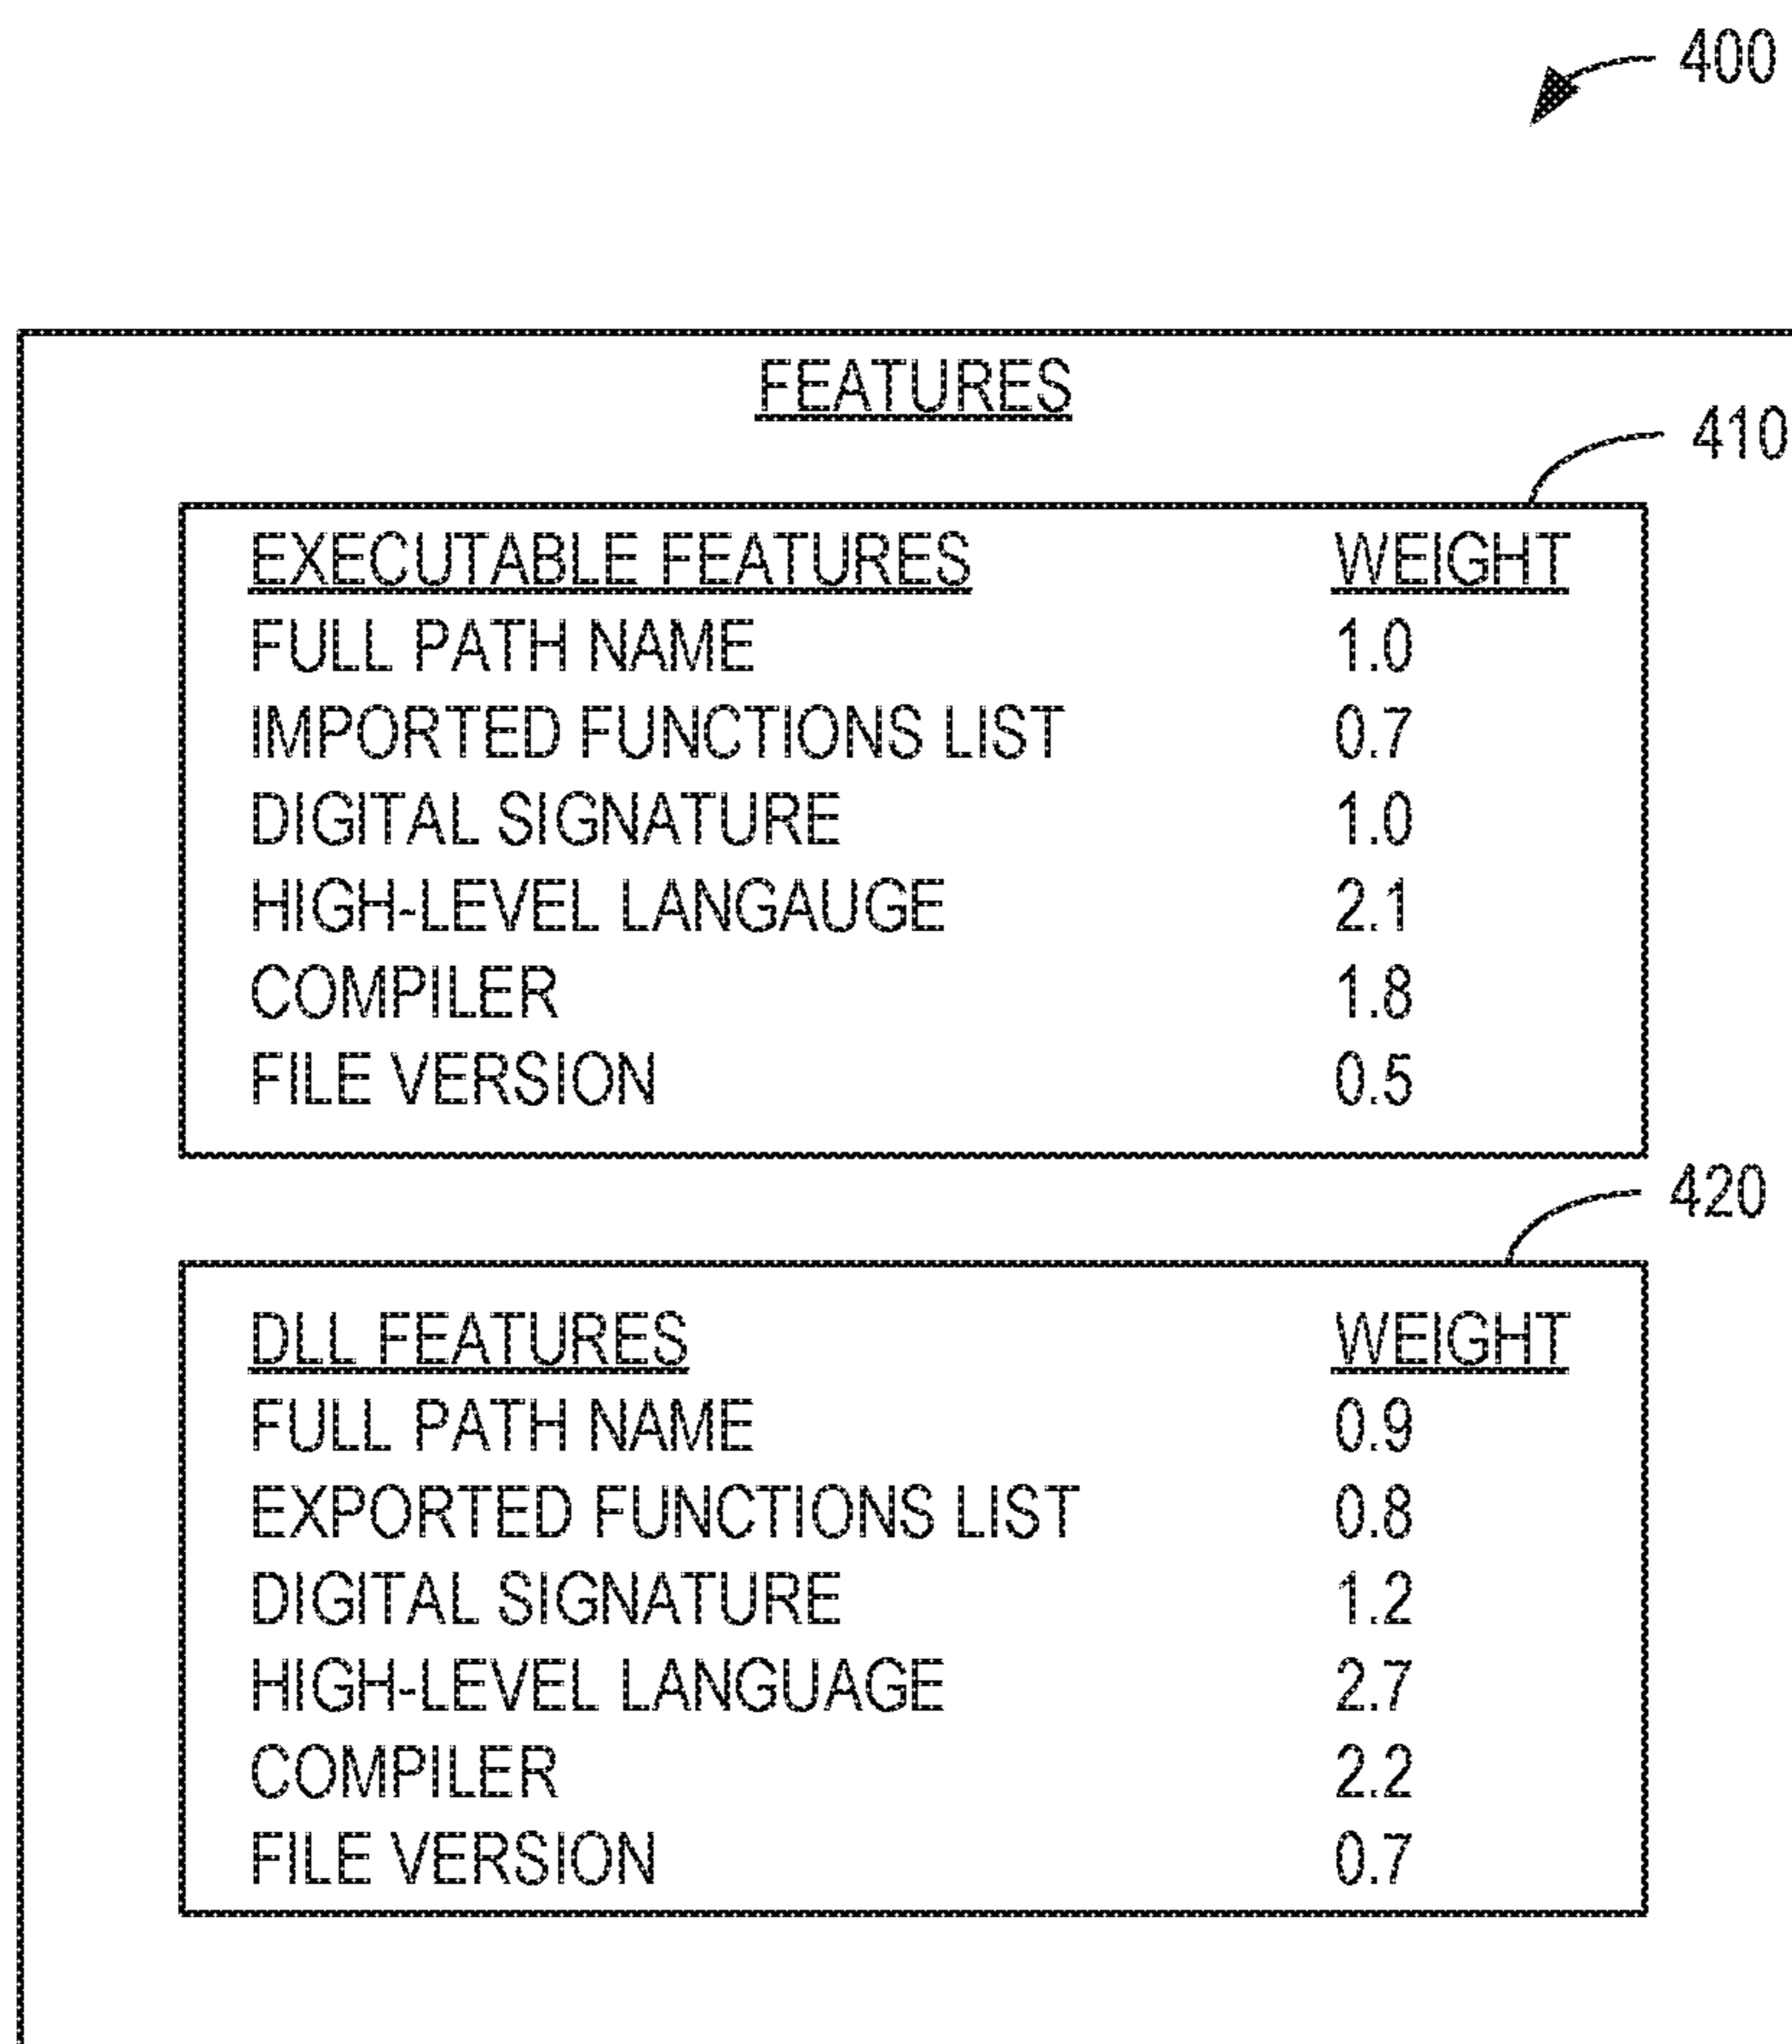 400
FEATURES
410
EXECUTABLE FEATURES WEIGHT
FULL PATH NAME 1.0
IMPORTED FUNCTIONS LIST 0.7
DIGITAL SIGNATURE 1.0
HIGH-LEVEL LANGAUGE 2.1
COMPILER 1.8
FILE VERSION 0.5
420
DLL FEATURES WEIGHT
FULL PATH NAME 0.9
EXPORTED FUNCTIONS LIST 0.8
DIGITAL SIGNATURE 1.2
HIGH-LEVEL LANGUAGE 2.7
COMPILER 2.2
FILE VERSION 0.7